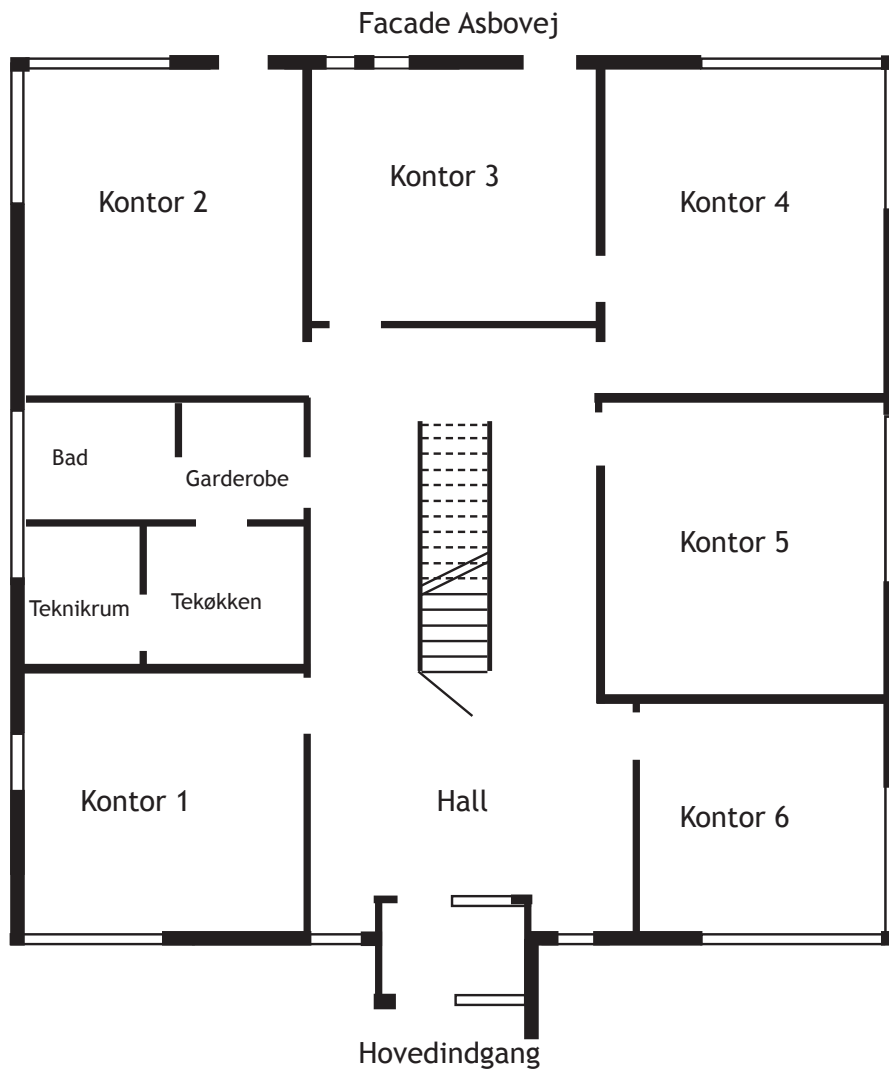 Facade Asbovej
Kontor 2
Kontor 3
Kontor 4
Bad
Garderobe
Kontor 5
Teknikrum
Tekøkken
Kontor 1
Hall
Kontor 6
Hovedindgang